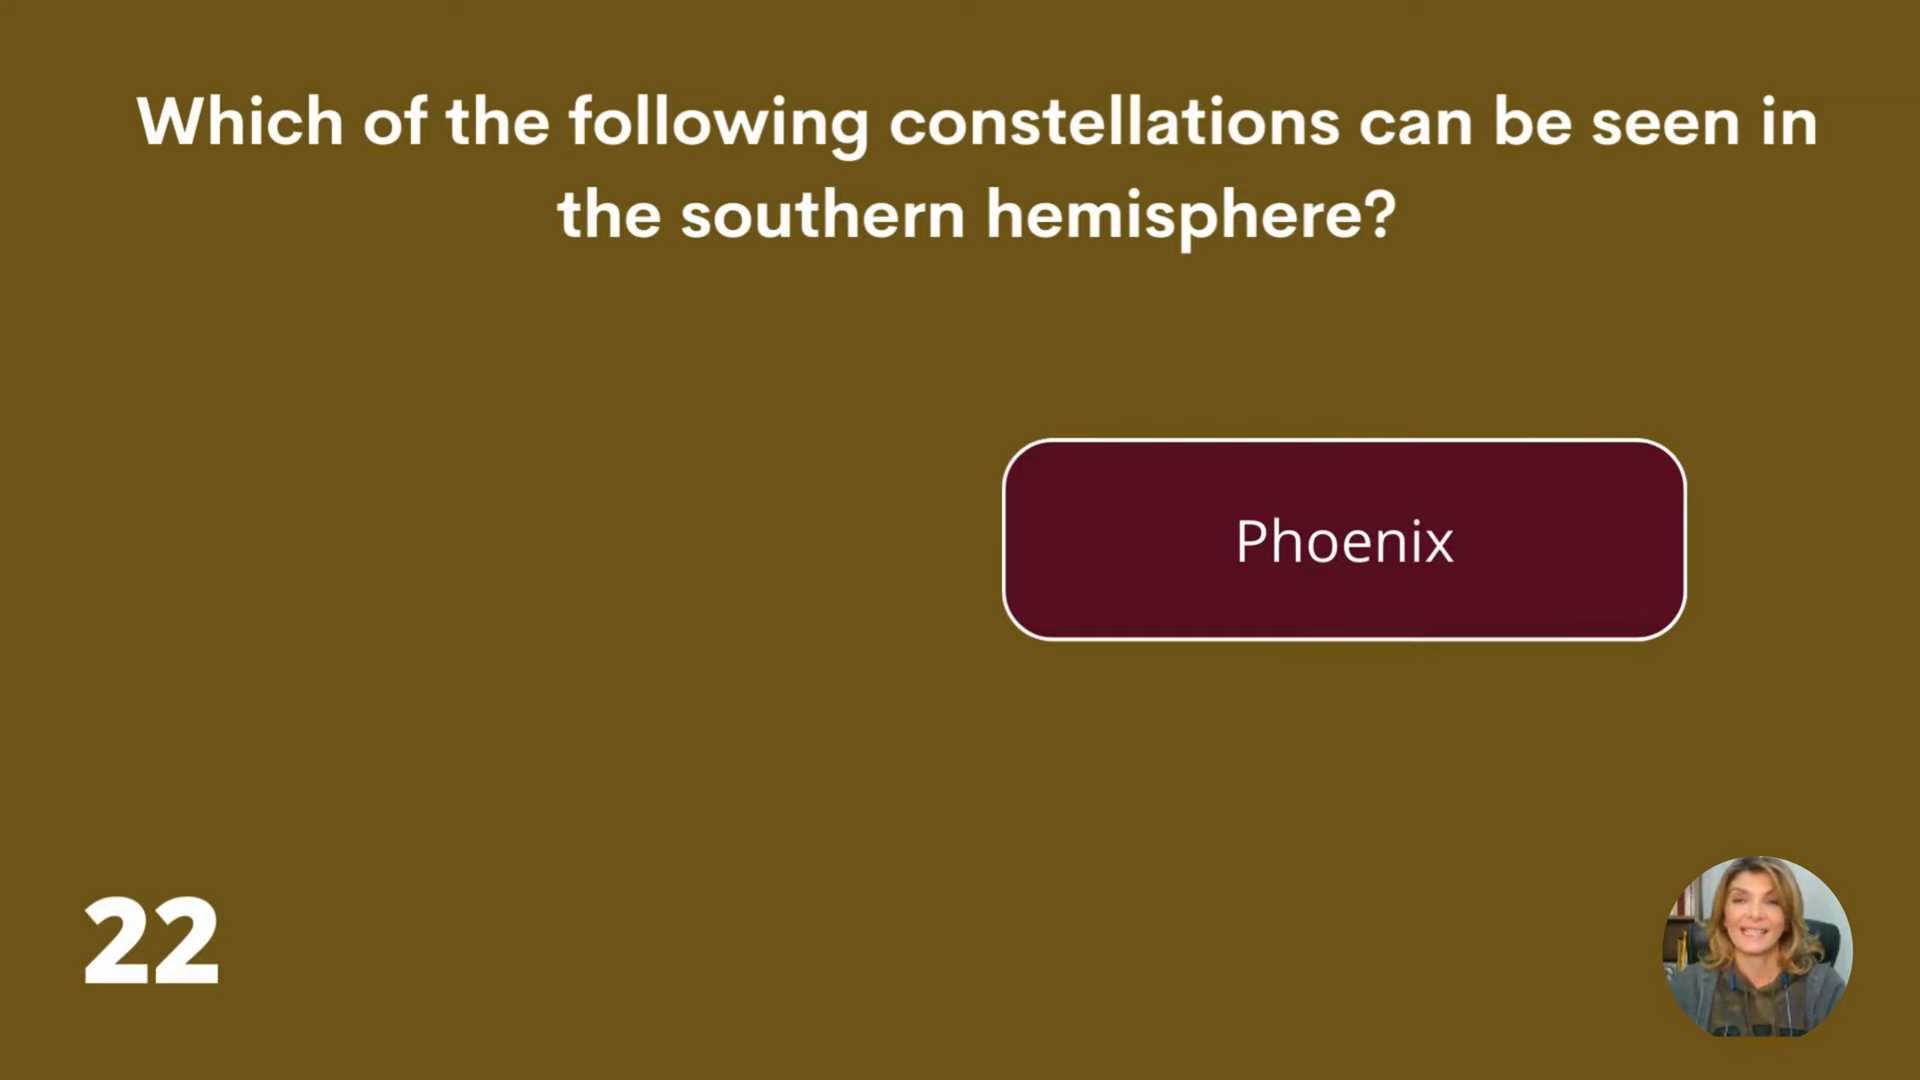 Which of the following constellations can be seen in
the southern hemisphere?
Phoenix
22